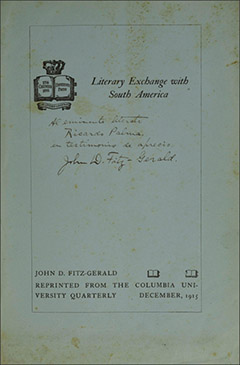 Literary Exchange with
South America
Al eminente literato
Ricardo Palma
en testimonio de aprecio.
John D. Fitz-Gerald.
JOHN D. FITZ-GERALD
REPRINTED FROM THE COLUMBIA UNI-
VERSITY QUARTERLY DECEMBER, 1915